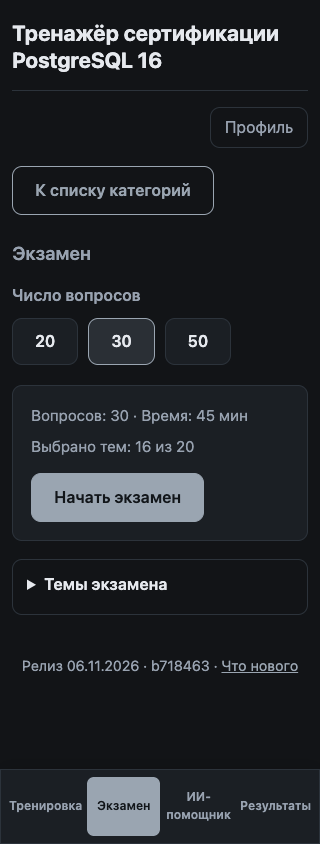 Тренажёр сертификации
PostgreSQL 16
Профиль
К списку категорий
Экзамен
Число вопросов
20 30 50
Вопросов: 30 · Время: 45 мин
Выбрано тем: 16 из 20
Начать экзамен
▶ Темы экзамена
Релиз 06.11.2026 · b718463 · Что нового
Тренировка Экзамен ИИ-
помощник Результаты